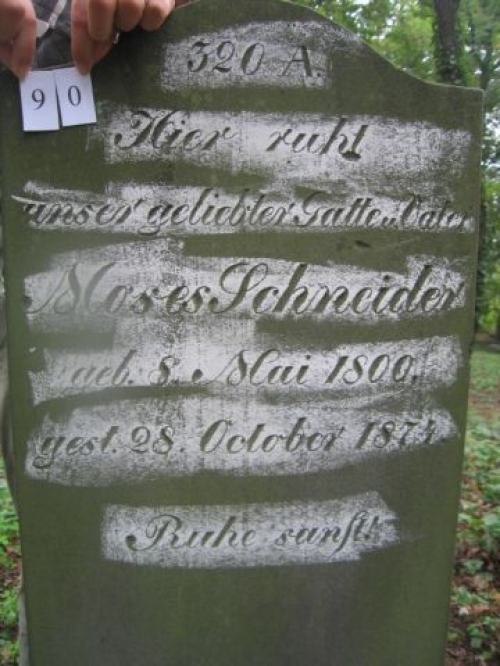 90
320 A.
Hier ruht
unser geliebter Gatte u. Vater
Moses Schneider
geb. 8. Mai 1800,
gest. 28. October 1874
Ruhe sanft!